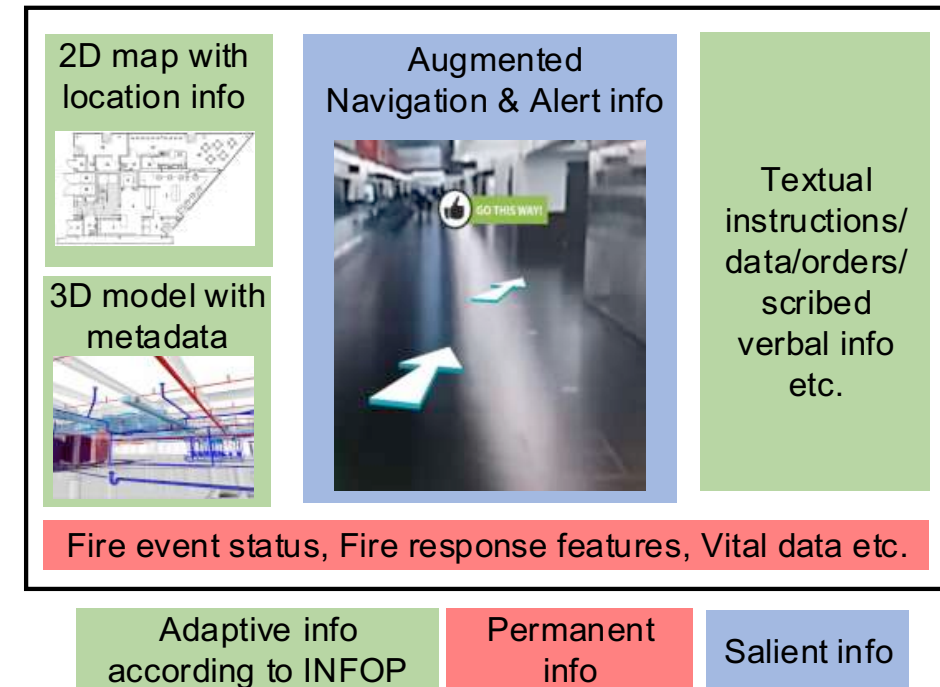 2D map with
location info
Augmented
Navigation & Alert info
GO THIS WAY!
3D model with
metadata
Textual
instructions/
data/orders/
scribed
verbal info
etc.
Fire event status, Fire response features, Vital data etc.
Adaptive info
according to INFOP
Permanent
info
Salient info